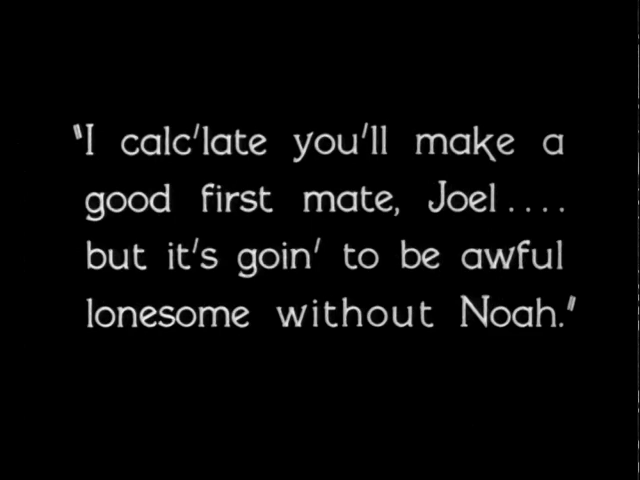 "I calc'late you'll make a
good first mate, Joel....
but it's goin' to be awful
lonesome without Noah."